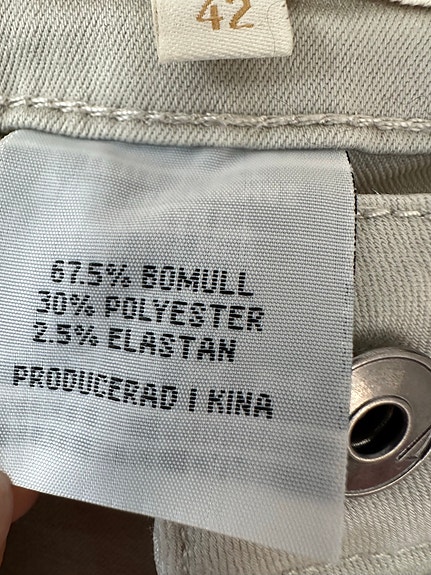 42
67.5% BOMULL
30% POLYESTER
2.5% ELASTAN
PRODUCERAD I KINA